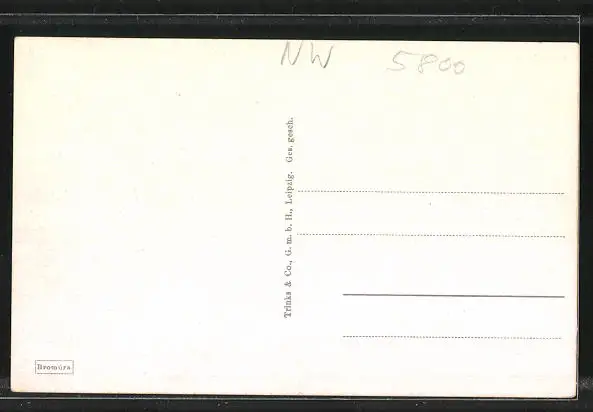 NW 5800
Trinks & Co., G. m. b. H., Leipzig. Ges. gesch.
Bromüra